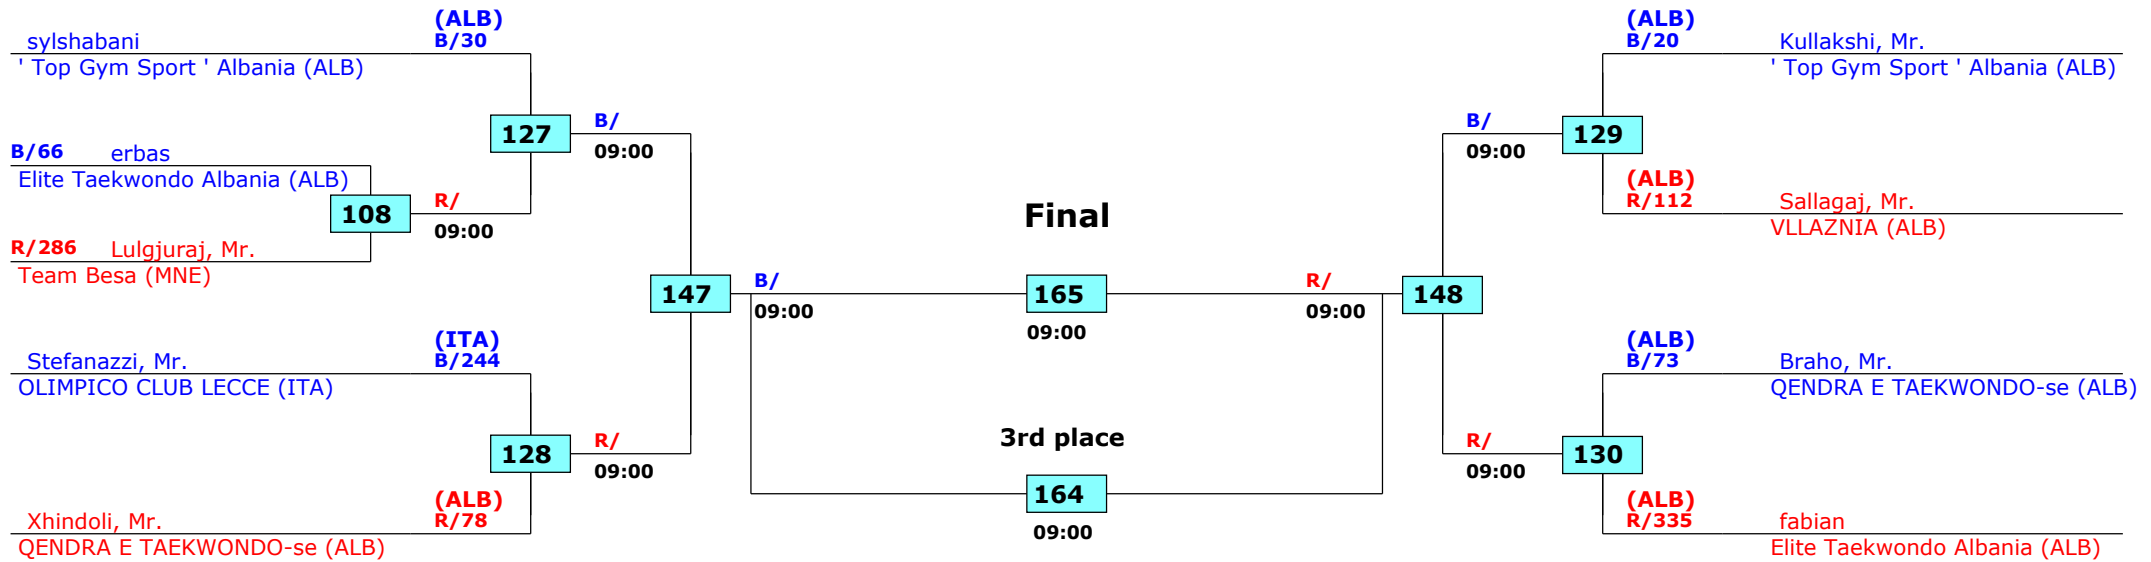 (ALB)
sylshabani B/30
' Top Gym Sport ' Albania (ALB)
127 B/
09:00
B/66 erbas
Elite Taekwondo Albania (ALB)
108 R/
09:00
R/286 Lulgjuraj, Mr.
Team Besa (MNE)
147 B/
09:00
(ITA)
Stefanazzi, Mr. B/244
OLIMPICO CLUB LECCE (ITA)
128 R/
09:00
(ALB)
Xhindoli, Mr. R/78
QENDRA E TAEKWONDO-se (ALB)
Final
165
09:00
3rd place
164
09:00
(ALB)
B/20 Kullakshi, Mr.
' Top Gym Sport ' Albania (ALB)
B/ 129
09:00
(ALB)
R/112 Sallagaj, Mr.
VLLAZNIA (ALB)
R/ 148
09:00
(ALB)
B/73 Braho, Mr.
QENDRA E TAEKWONDO-se (ALB)
R/ 130
09:00
(ALB)
R/335 fabian
Elite Taekwondo Albania (ALB)